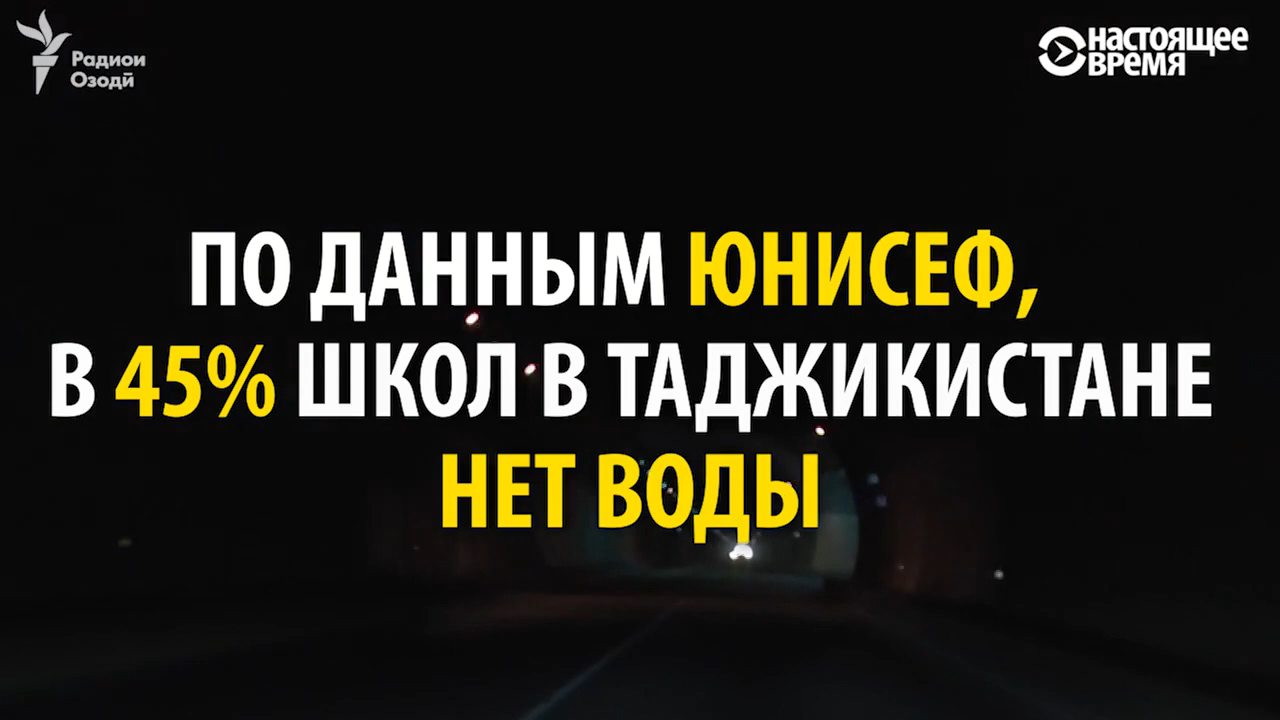 Радиои
Озодӣ
НАСТОЯЩЕЕ
ВРЕМЯ
ПО ДАННЫМ ЮНИСЕФ,
В 45% ШКОЛ В ТАДЖИКИСТАНЕ
НЕТ ВОДЫ